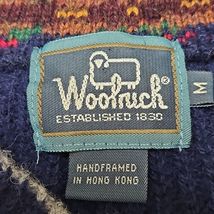 Woolrich®
ESTABLISHED 1830
M
HANDFRAMED
IN HONG KONG